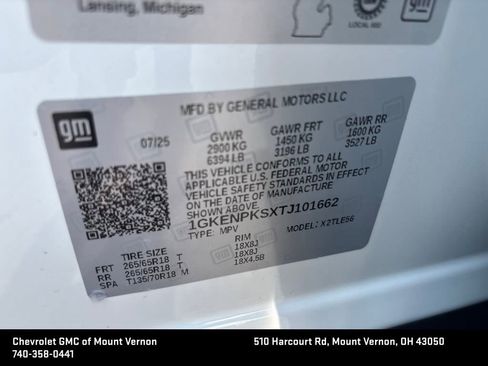 Lansing, Michigan
LOCAL 602
gm
MFD BY GENERAL MOTORS LLC
gm
07/25
GVWR GAWR FRT GAWR RR
2900 KG 1450 KG 1600 KG
6394 LB 3196 LB 3527 LB
THIS VEHICLE CONFORMS TO ALL
APPLICABLE U.S. FEDERAL MOTOR
VEHICLE SAFETY STANDARDS IN EFFECT
ON THE DATE OF MANUFACTURE SHOWN ABOVE.
1GKENPKSXTJ101662
TYPE: MPV MODEL: X2TLE56
TIRE SIZE RIM
FRT 265/65R18 T 18X8J
RR 265/65R18 T 18X8J
SPA T135/70R18 M 18X4.5B
Chevrolet GMC of Mount Vernon 510 Harcourt Rd, Mount Vernon, OH 43050
740-358-0441